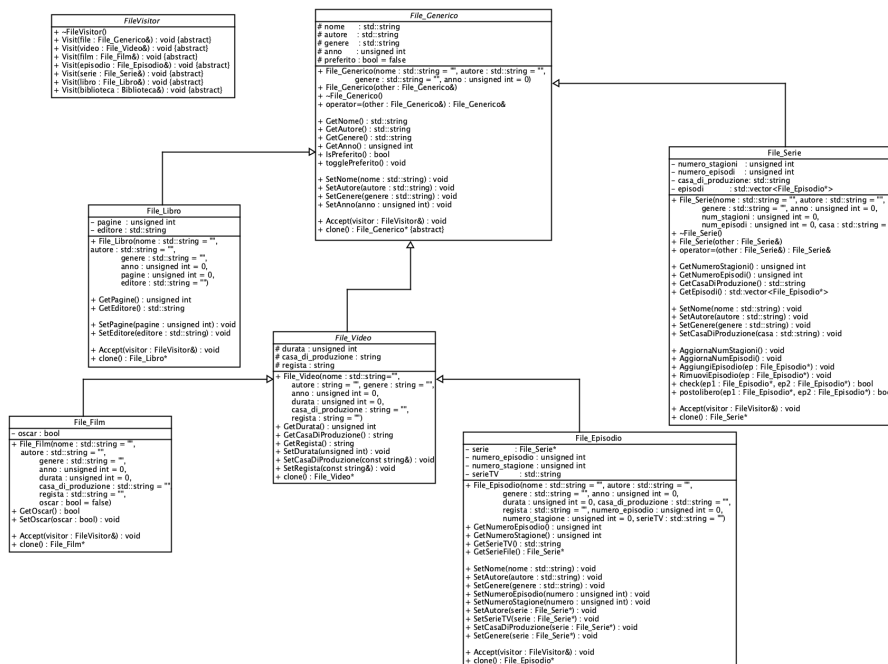 FileVisitor
+ ~FileVisitor()
+ Visit(file : File_Generico&) : void {abstract}
+ Visit(video : File_Video&) : void {abstract}
+ Visit(film : File_Film&) : void {abstract}
+ Visit(episodio : File_Episodio&) : void {abstract}
+ Visit(serie : File_Serie&) : void {abstract}
+ Visit(libro : File_Libro&) : void {abstract}
+ Visit(biblioteca : Biblioteca&) : void {abstract}
File_Generico
# nome : std::string
# autore : std::string
# genere : std::string
# anno : unsigned int
# preferito : bool = false
+ File_Generico(nome : std::string = "", autore : std::string = "",
genere : std::string = "", anno : unsigned int = 0)
+ File_Generico(other : File_Generico&)
+ ~File_Generico()
+ operator=(other : File_Generico&) : File_Generico&
+ GetNome() : std::string
+ GetAutore() : std::string
+ GetGenere() : std::string
+ GetAnno() : unsigned int
+ IsPreferito() : bool
+ togglePreferito() : void
+ SetNome(nome : std::string) : void
+ SetAutore(autore : std::string) : void
+ SetGenere(genere : std::string) : void
+ SetAnno(anno : unsigned int) : void
+ Accept(visitor : FileVisitor&) : void
+ clone() : File_Generico* {abstract}
File_Serie
- numero_stagioni : unsigned int
- numero_episodi : unsigned int
- casa_di_produzione: std::string
- episodi : std::vector<File_Episodio*>
+ File_Serie(nome : std::string = "", autore : std::string = "",
genere : std::string = "", anno : unsigned int = 0,
num_stagioni : unsigned int = 0,
num_episodi : unsigned int = 0, casa : std::string =
+ ~File_Serie()
+ File_Serie(other : File_Serie&)
+ operator=(other : File_Serie&) : File_Serie&
+ GetNumeroStagioni() : unsigned int
+ GetNumeroEpisodi() : unsigned int
+ GetCasaDiProduzione() : std::string
+ GetEpisodi() : std::vector<File_Episodio*>
+ SetNome(nome : std::string) : void
+ SetAutore(autore : std::string) : void
+ SetGenere(genere : std::string) : void
+ SetCasaDiProduzione(casa : std::string) : void
+ AggiornaNumStagioni() : void
+ AggiornaNumEpisodi() : void
+ AggiungiEpisodio(ep : File_Episodio*) : void
+ RimuoviEpisodio(ep : File_Episodio*) : void
+ check(ep1 : File_Episodio*, ep2 : File_Episodio*) : bool
+ postolibero(ep1 : File_Episodio*, ep2 : File_Episodio*) : boo
+ Accept(visitor : FileVisitor&) : void
+ clone() : File_Serie*
File_Libro
- pagine : unsigned int
- editore : std::string
+ File_Libro(nome : std::string = "",
autore : std::string = "",
genere : std::string = "",
anno : unsigned int = 0,
pagine : unsigned int = 0,
editore : std::string = "")
+ GetPagine() : unsigned int
+ GetEditore() : std::string
+ SetPagine(pagine : unsigned int) : void
+ SetEditore(editore : std::string) : void
+ Accept(visitor : FileVisitor&) : void
+ clone() : File_Libro*
File_Video
# durata : unsigned int
# casa_di_produzione : string
# regista : string
+ File_Video(nome : std::string="",
autore : string = "", genere : string = "",
anno : unsigned int = 0,
durata : unsigned int = 0,
casa_di_produzione : string = "",
regista : string = "")
+ GetDurata() : unsigned int
+ GetCasaDiProduzione() : string
+ GetRegista() : string
+ SetDurata(unsigned int) : void
+ SetCasaDiProduzione(const string&) : void
+ SetRegista(const string&) : void
+ clone() : File_Video*
File_Film
- oscar : bool
+ File_Film(nome : std::string = "",
autore : std::string = "",
genere : std::string = "",
anno : unsigned int = 0,
durata : unsigned int = 0,
casa_di_produzione : std::string = ""
regista : std::string = "",
oscar : bool = false)
+ GetOscar() : bool
+ SetOscar(oscar : bool) : void
+ Accept(visitor : FileVisitor&) : void
+ clone() : File_Film*
File_Episodio
- serie : File_Serie*
- numero_episodio : unsigned int
- numero_stagione : unsigned int
- serieTV : std::string
+ File_Episodio(nome : std::string = "", autore : std::string = "",
genere : std::string = "", anno : unsigned int = 0,
durata : unsigned int = 0, casa_di_produzione : std::string = "",
regista : std::string = "", numero_episodio : unsigned int = 0,
numero_stagione : unsigned int = 0, serieTV : std::string = "")
+ GetNumeroEpisodio() : unsigned int
+ GetNumeroStagione() : unsigned int
+ GetSerieTV() : std::string
+ GetSerieFile() : File_Serie*
+ SetNome(nome : std::string) : void
+ SetAutore(autore : std::string) : void
+ SetGenere(genere : std::string) : void
+ SetNumeroEpisodio(numero : unsigned int) : void
+ SetNumeroStagione(numero : unsigned int) : void
+ SetAutore(serie : File_Serie*) : void
+ SetSerieTV(serie : File_Serie*) : void
+ SetCasaDiProduzione(serie : File_Serie*) : void
+ SetGenere(serie : File_Serie*) : void
+ Accept(visitor : FileVisitor&) : void
+ clone() : File_Episodio*